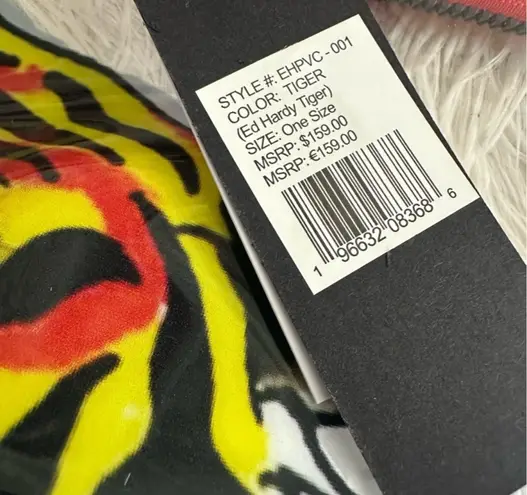 STYLE #: EHPVC - 001
COLOR: TIGER
(Ed Hardy Tiger)
SIZE: One Size
MSRP: $159.00
MSRP: €159.00
1 96632 08368 6